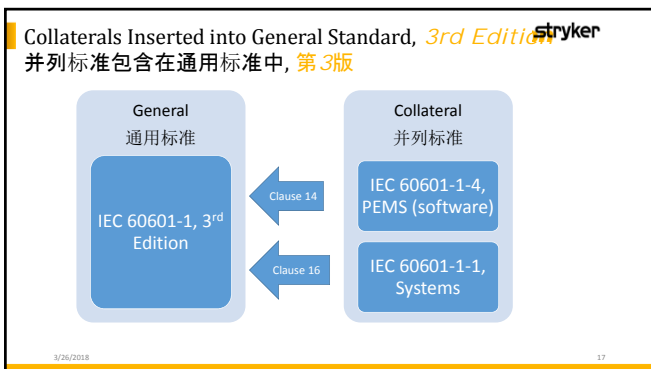 Collaterals Inserted into General Standard, 3rd Edition
stryker
并列标准包含在通用标准中, 第3版
General
通用标准
IEC 60601-1, 3rd
Edition
Clause 14
Clause 16
Collateral
并列标准
IEC 60601-1-4,
PEMS (software)
IEC 60601-1-1,
Systems
3/26/2018
17